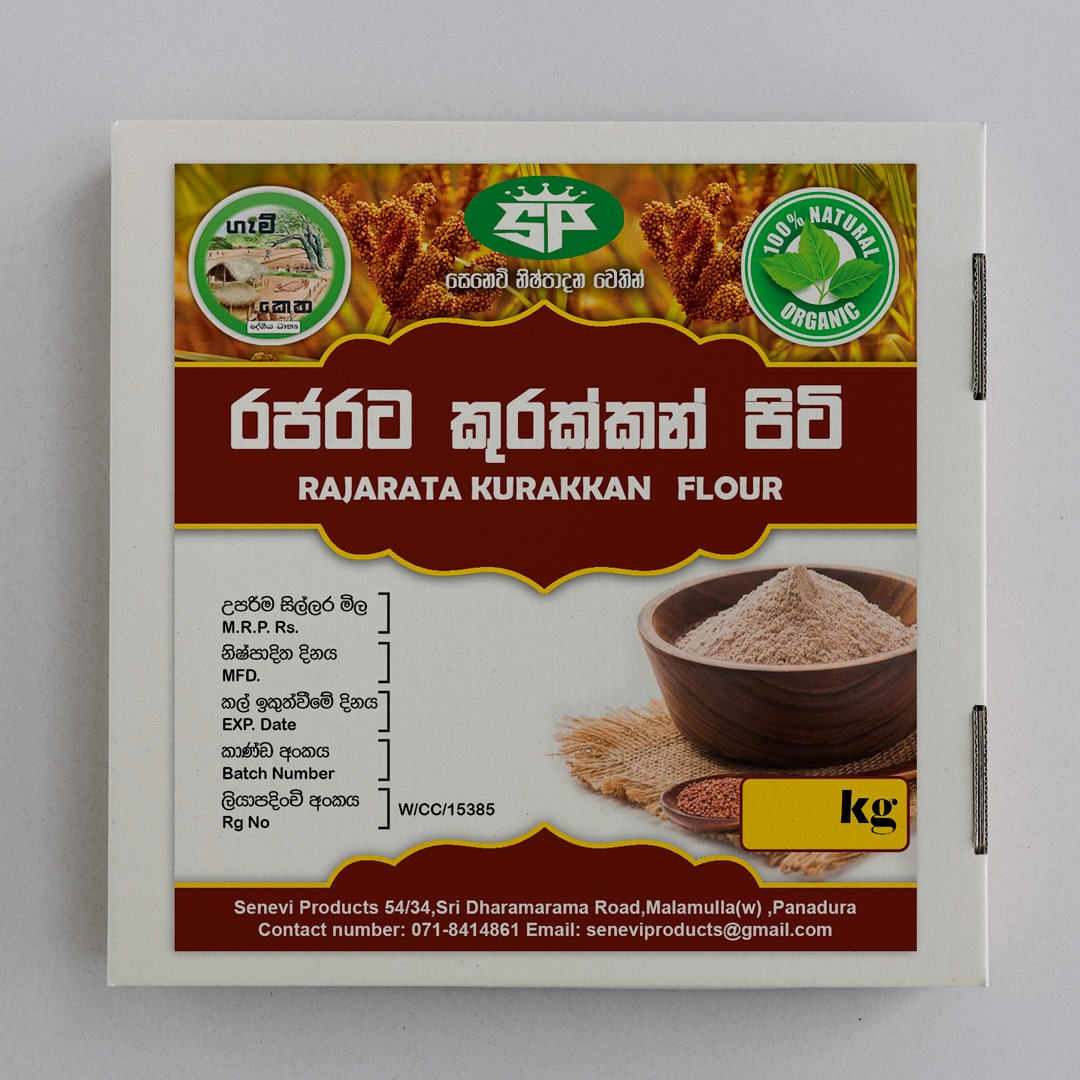 ගැමි
කෙත
දේශීය ධාන්‍ය
SP
සෙනෙවි නිෂ්පාදන වෙතින්
100% NATURAL
ORGANIC
රජරට කුරක්කන් පිටි
RAJARATA KURAKKAN FLOUR
උපරිම සිල්ලර මිල
M.R.P. Rs.
නිෂ්පාදිත දිනය
MFD.
කල් ඉකුත්වීමේ දිනය
EXP. Date
කාණ්ඩ අංකය
Batch Number
ලියාපදිංචි අංකය
Rg No
W/CC/15385
kg
Senevi Products 54/34,Sri Dharamarama Road,Malamulla(w) ,Panadura
Contact number: 071-8414861 Email: seneviproducts@gmail.com